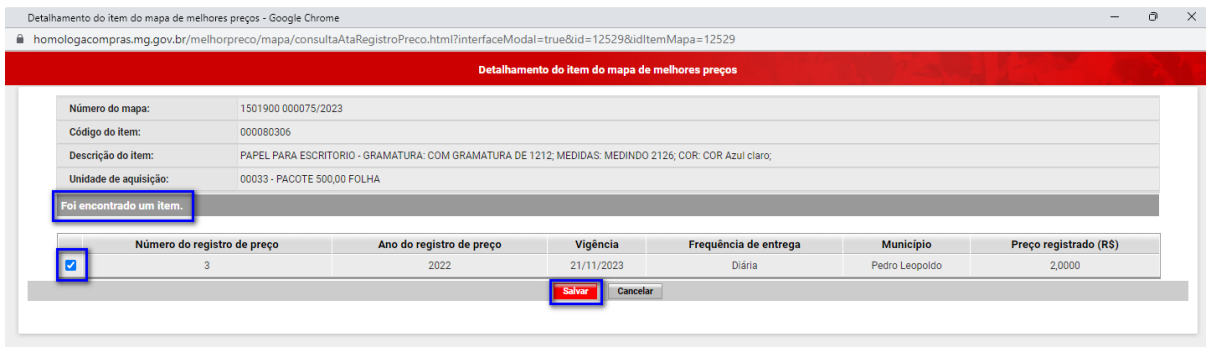 Detalhamento do item do mapa de melhores preços - Google Chrome
homologacompras.mg.gov.br/melhorpreco/mapa/consultaAtaRegistroPreco.html?interfaceModal=true&id=12529&idItemMapa=12529
Detalhamento do item do mapa de melhores preços
Número do mapa: 1501900 000075/2023
Código do item: 000080306
Descrição do item: PAPEL PARA ESCRITORIO - GRAMATURA: COM GRAMATURA DE 1212; MEDIDAS: MEDINDO 2126; COR: COR Azul claro;
Unidade de aquisição: 00033 - PACOTE 500,00 FOLHA
Foi encontrado um item.
Número do registro de preço Ano do registro de preço Vigência Frequência de entrega Município Preço registrado (R$)
3 2022 21/11/2023 Diária Pedro Leopoldo 2,0000
Salvar Cancelar